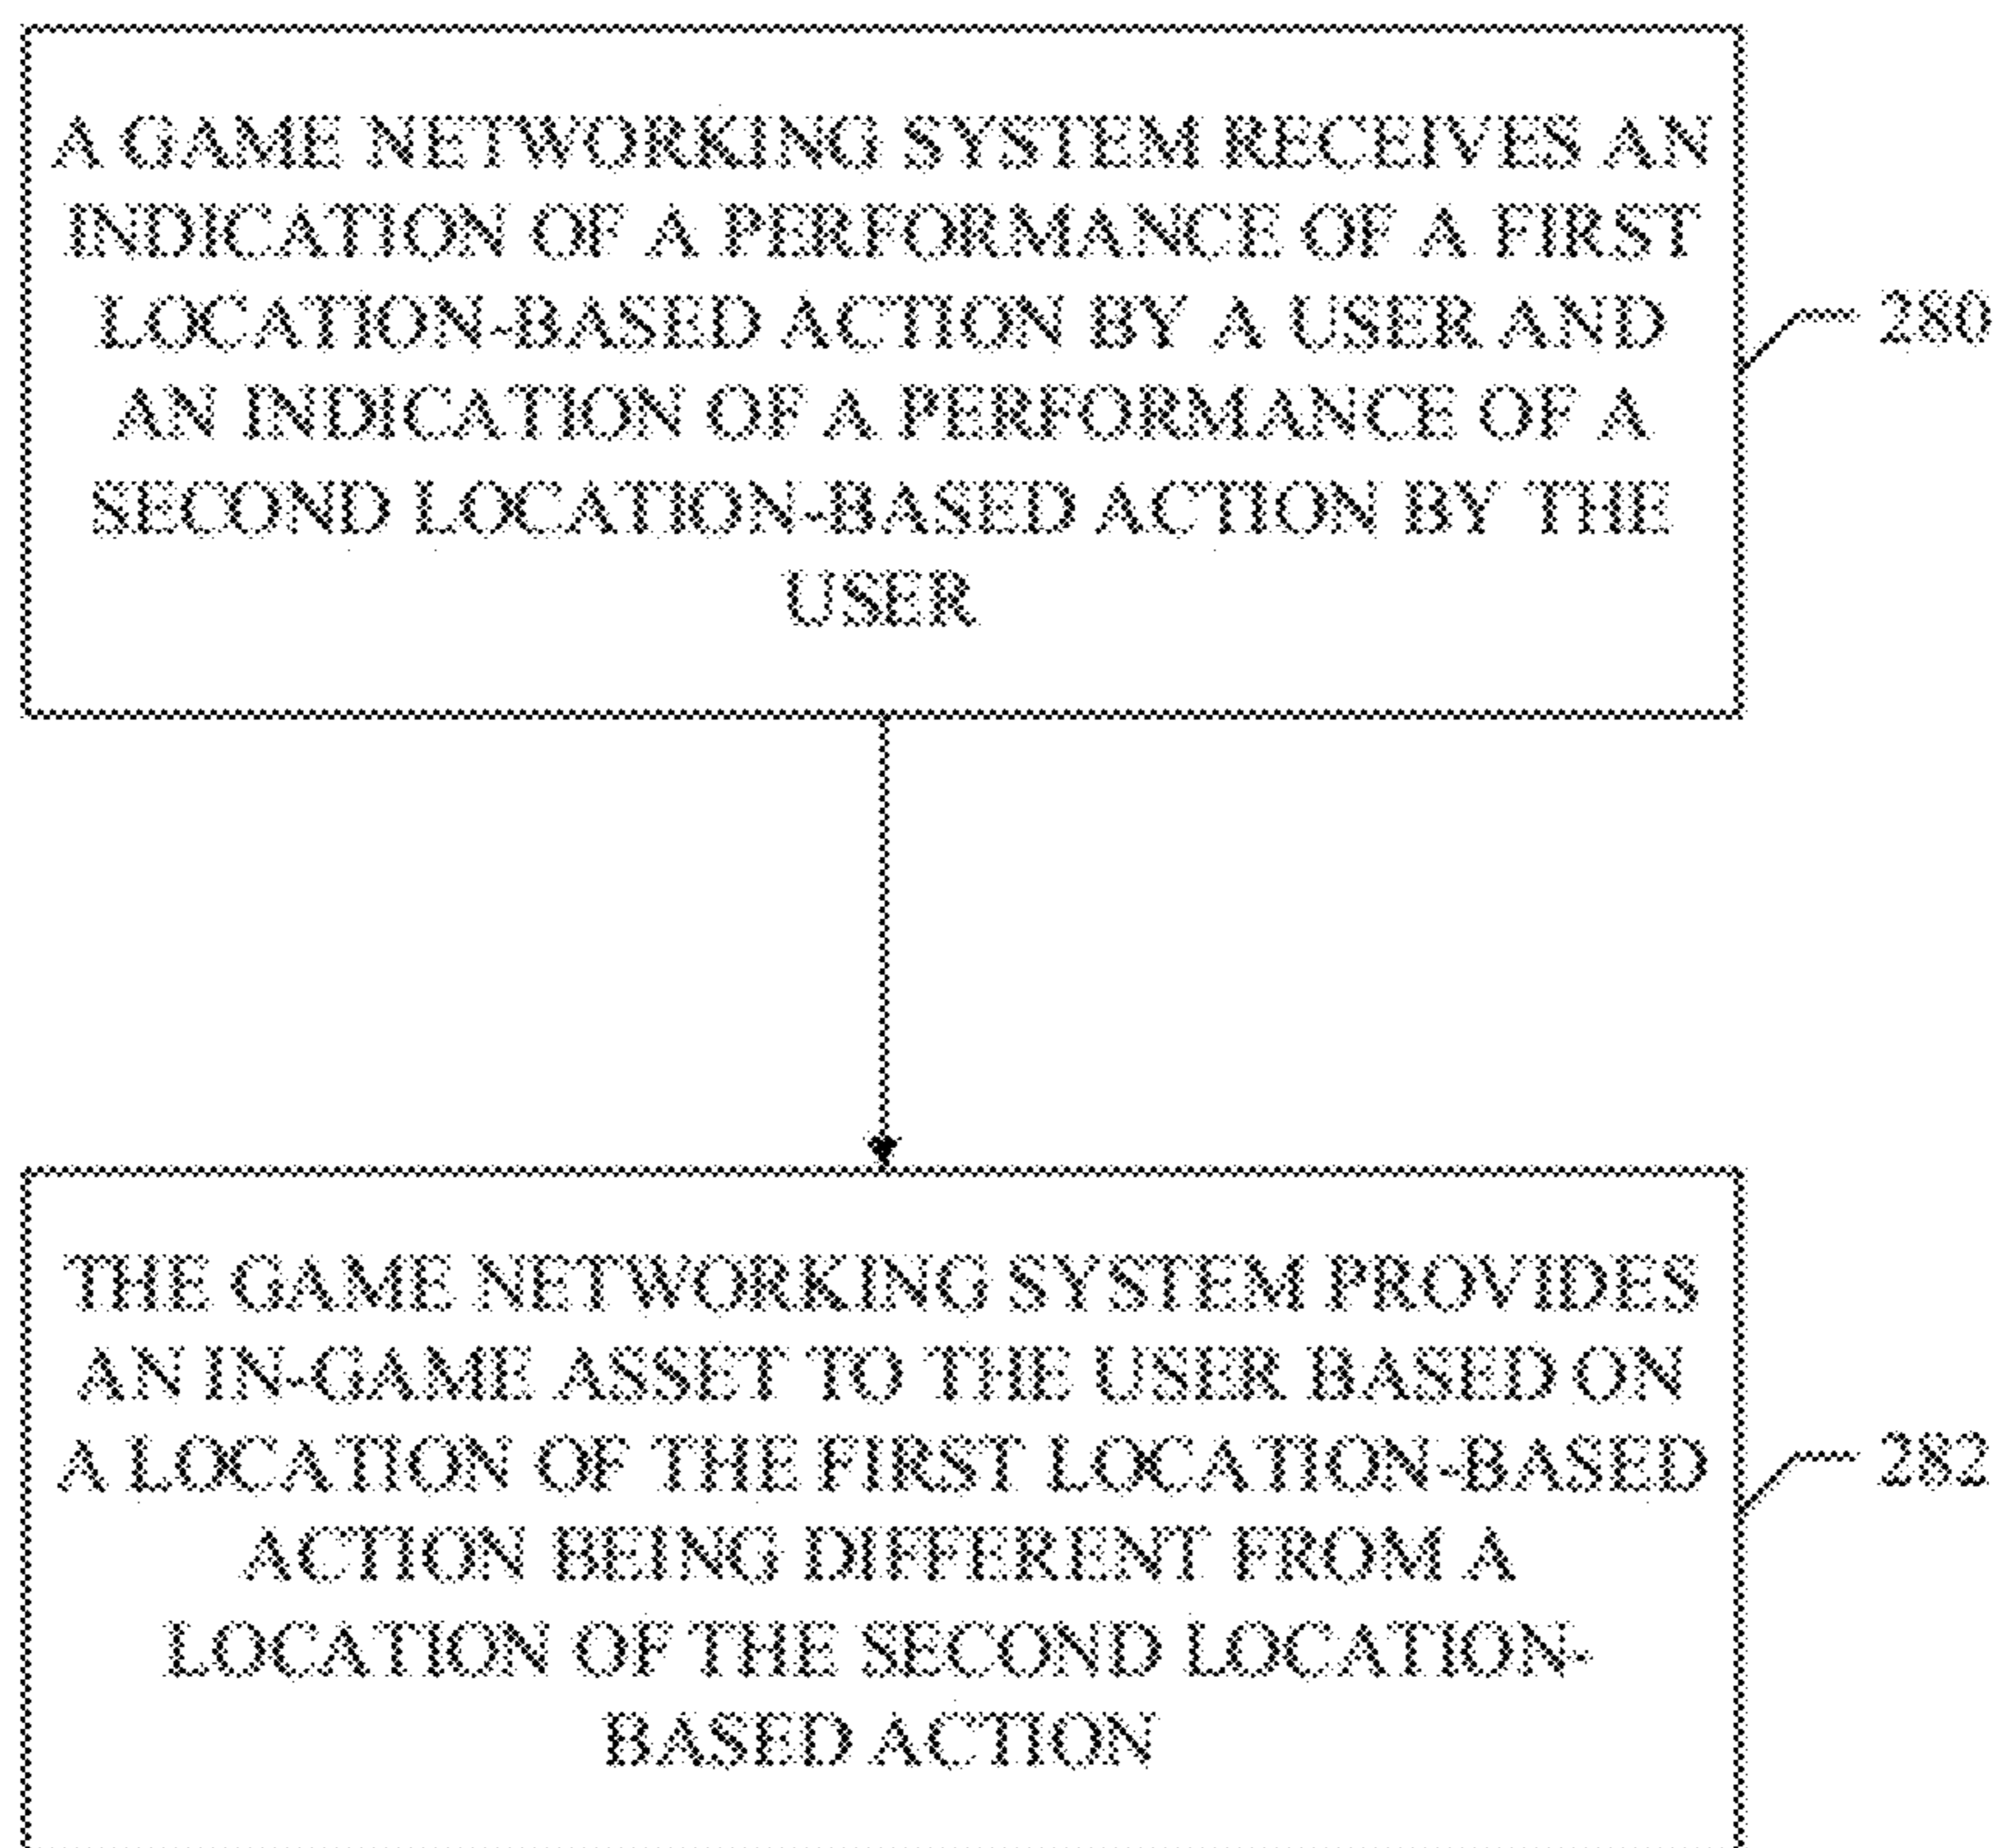 A GAME NETWORKING SYSTEM RECEIVES AN
INDICATION OF A PERFORMANCE OF A FIRST
LOCATION-BASED ACTION BY A USER AND
AN INDICATION OF A PERFORMANCE OF A
SECOND LOCATION-BASED ACTION BY THE
USER
280
THE GAME NETWORKING SYSTEM PROVIDES
AN IN-GAME ASSET TO THE USER BASED ON
A LOCATION OF THE FIRST LOCATION-BASED
ACTION BEING DIFFERENT FROM A
LOCATION OF THE SECOND LOCATION-
BASED ACTION
282